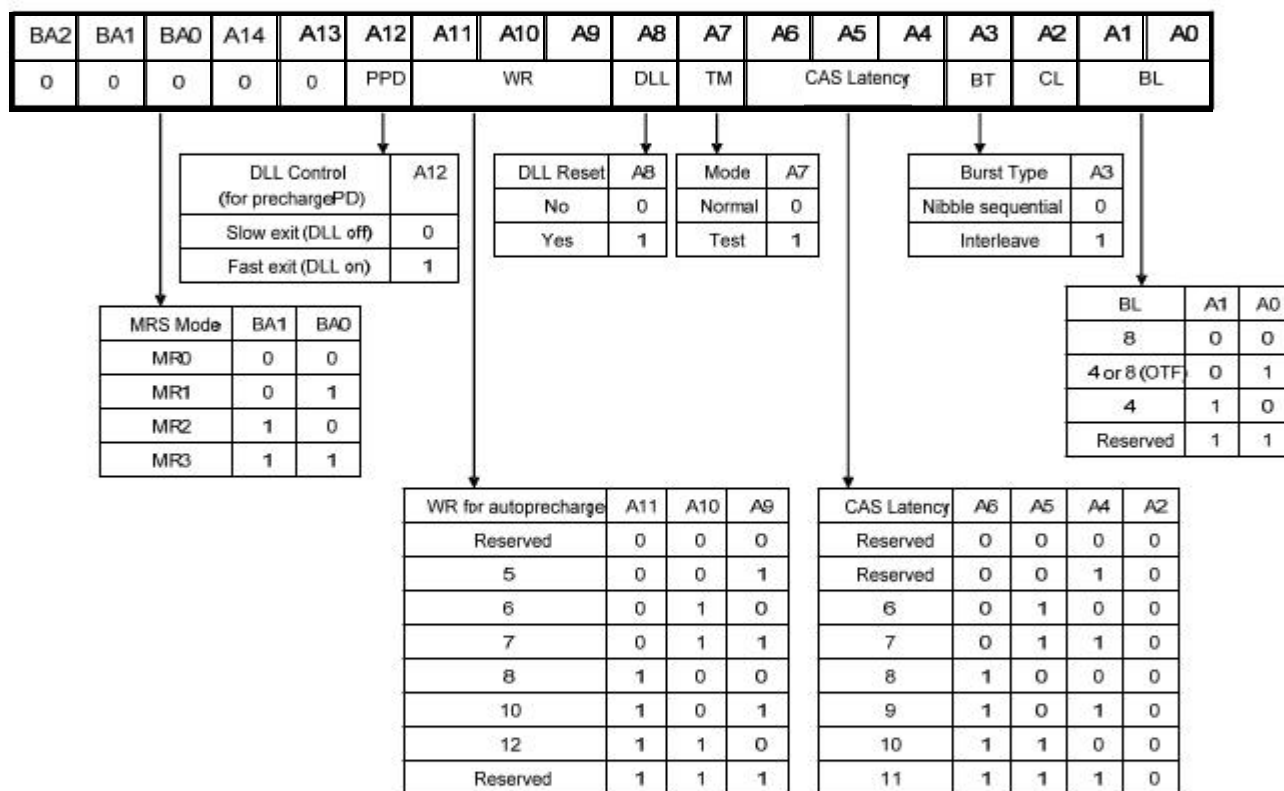 BA2 BA1 BA0 A14 A13 A12 A11 A10 A9 A8 A7 A6 A5 A4 A3 A2 A1 A0
0 0 0 0 0 PPD WR DLL TM CAS Latency BT CL BL
DLL Control A12
(for prechargePD)
Slow exit (DLL off) 0
Fast exit (DLL on) 1
DLL Reset A8
No 0
Yes 1
Mode A7
Normal 0
Test 1
Burst Type A3
Nibble sequential 0
Interleave 1
MRS Mode BA1 BA0
MR0 0 0
MR1 0 1
MR2 1 0
MR3 1 1
BL A1 A0
8 0 0
4 or 8 (OTF) 0 1
4 1 0
Reserved 1 1
WR for autoprecharge A11 A10 A9
Reserved 0 0 0
5 0 0 1
6 0 1 0
7 0 1 1
8 1 0 0
10 1 0 1
12 1 1 0
Reserved 1 1 1
CAS Latency A6 A5 A4 A2
Reserved 0 0 0 0
Reserved 0 0 1 0
6 0 1 0 0
7 0 1 1 0
8 1 0 0 0
9 1 0 1 0
10 1 1 0 0
11 1 1 1 0